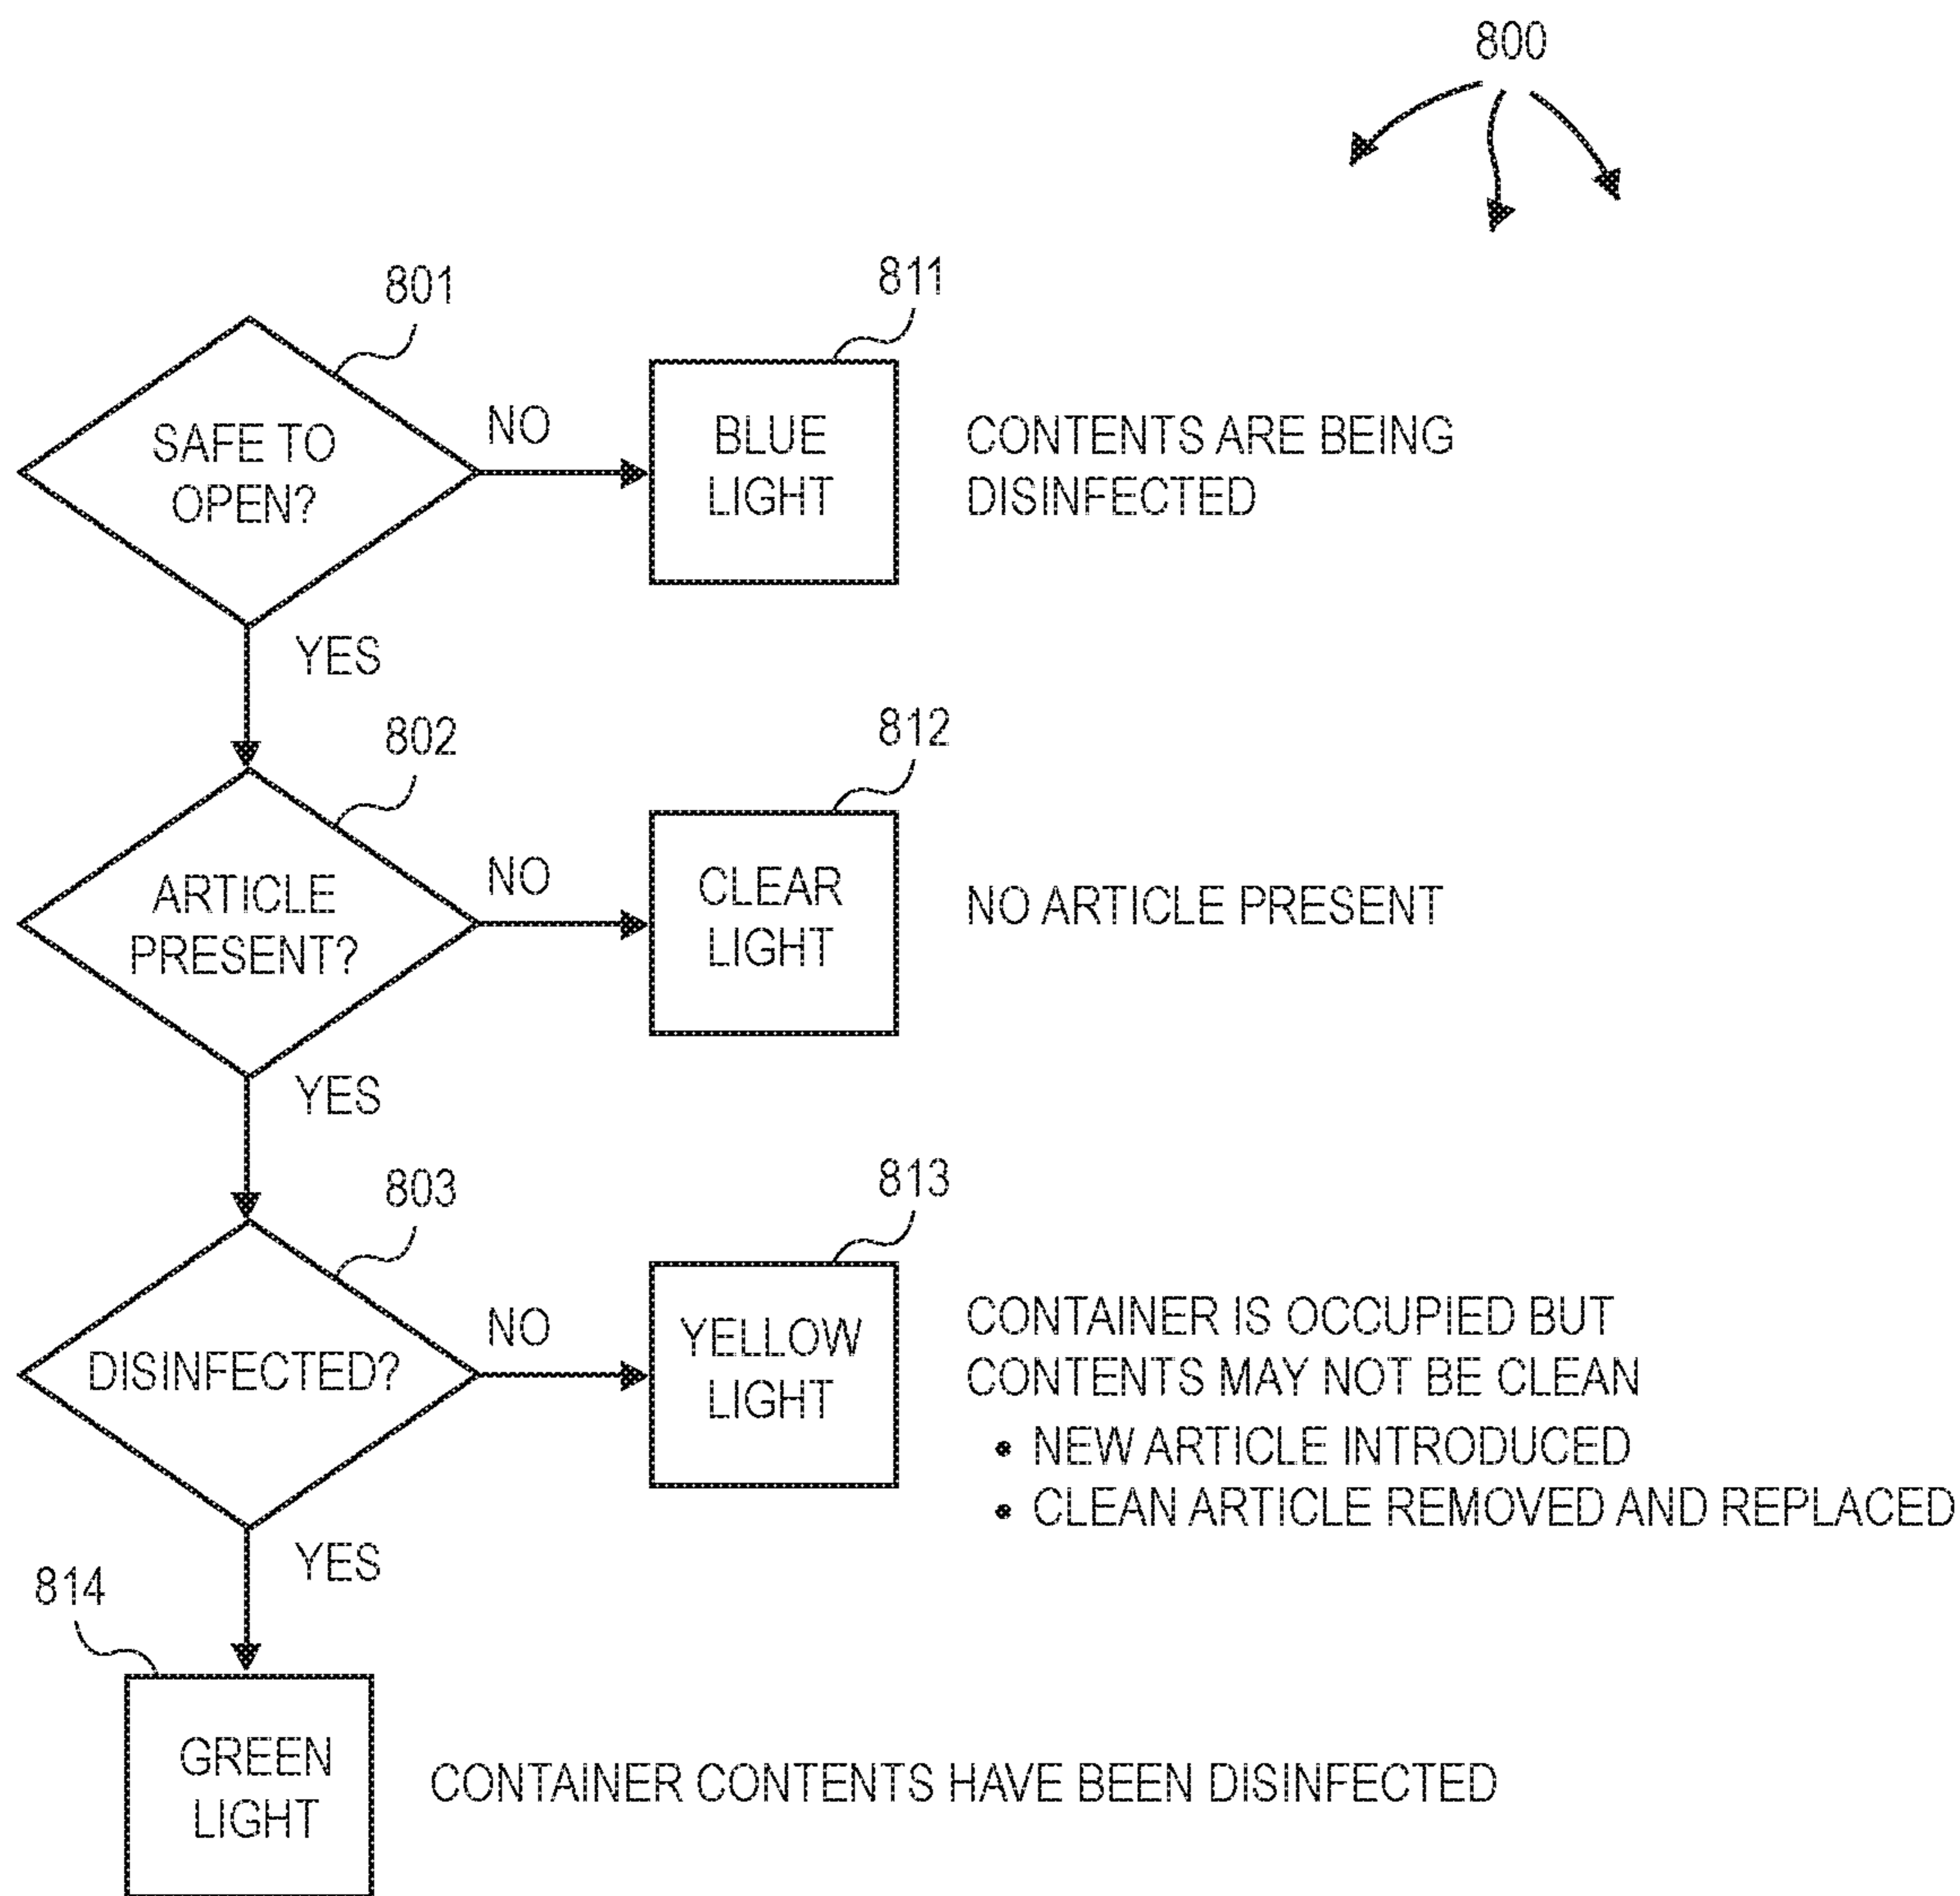 800
801
811
SAFE TO
OPEN?
NO
BLUE
LIGHT
CONTENTS ARE BEING
DISINFECTED
YES
802
812
ARTICLE
PRESENT?
NO
CLEAR
LIGHT
NO ARTICLE PRESENT
YES
803
813
DISINFECTED?
NO
YELLOW
LIGHT
CONTAINER IS OCCUPIED BUT
CONTENTS MAY NOT BE CLEAN
• NEW ARTICLE INTRODUCED
• CLEAN ARTICLE REMOVED AND REPLACED
YES
814
GREEN
LIGHT
CONTAINER CONTENTS HAVE BEEN DISINFECTED